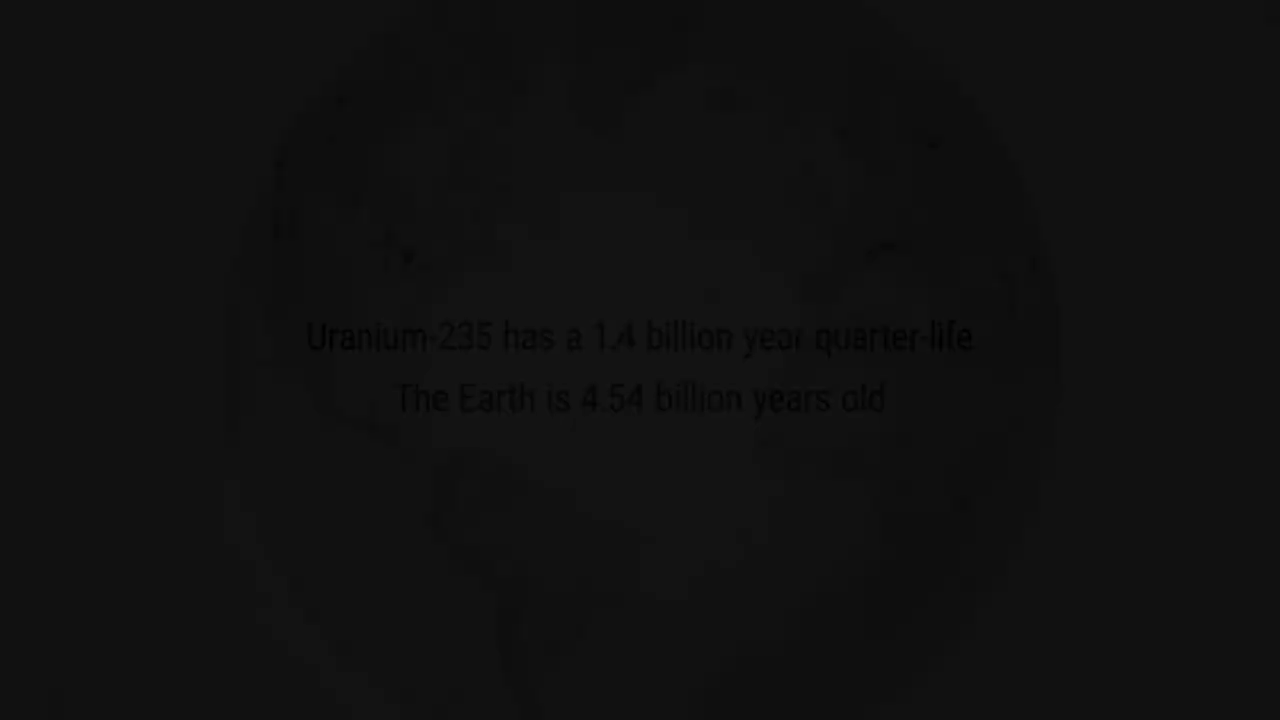 Uranium-235 has a 1.4 billion year quarter-life
The Earth is 4.54 billion years old